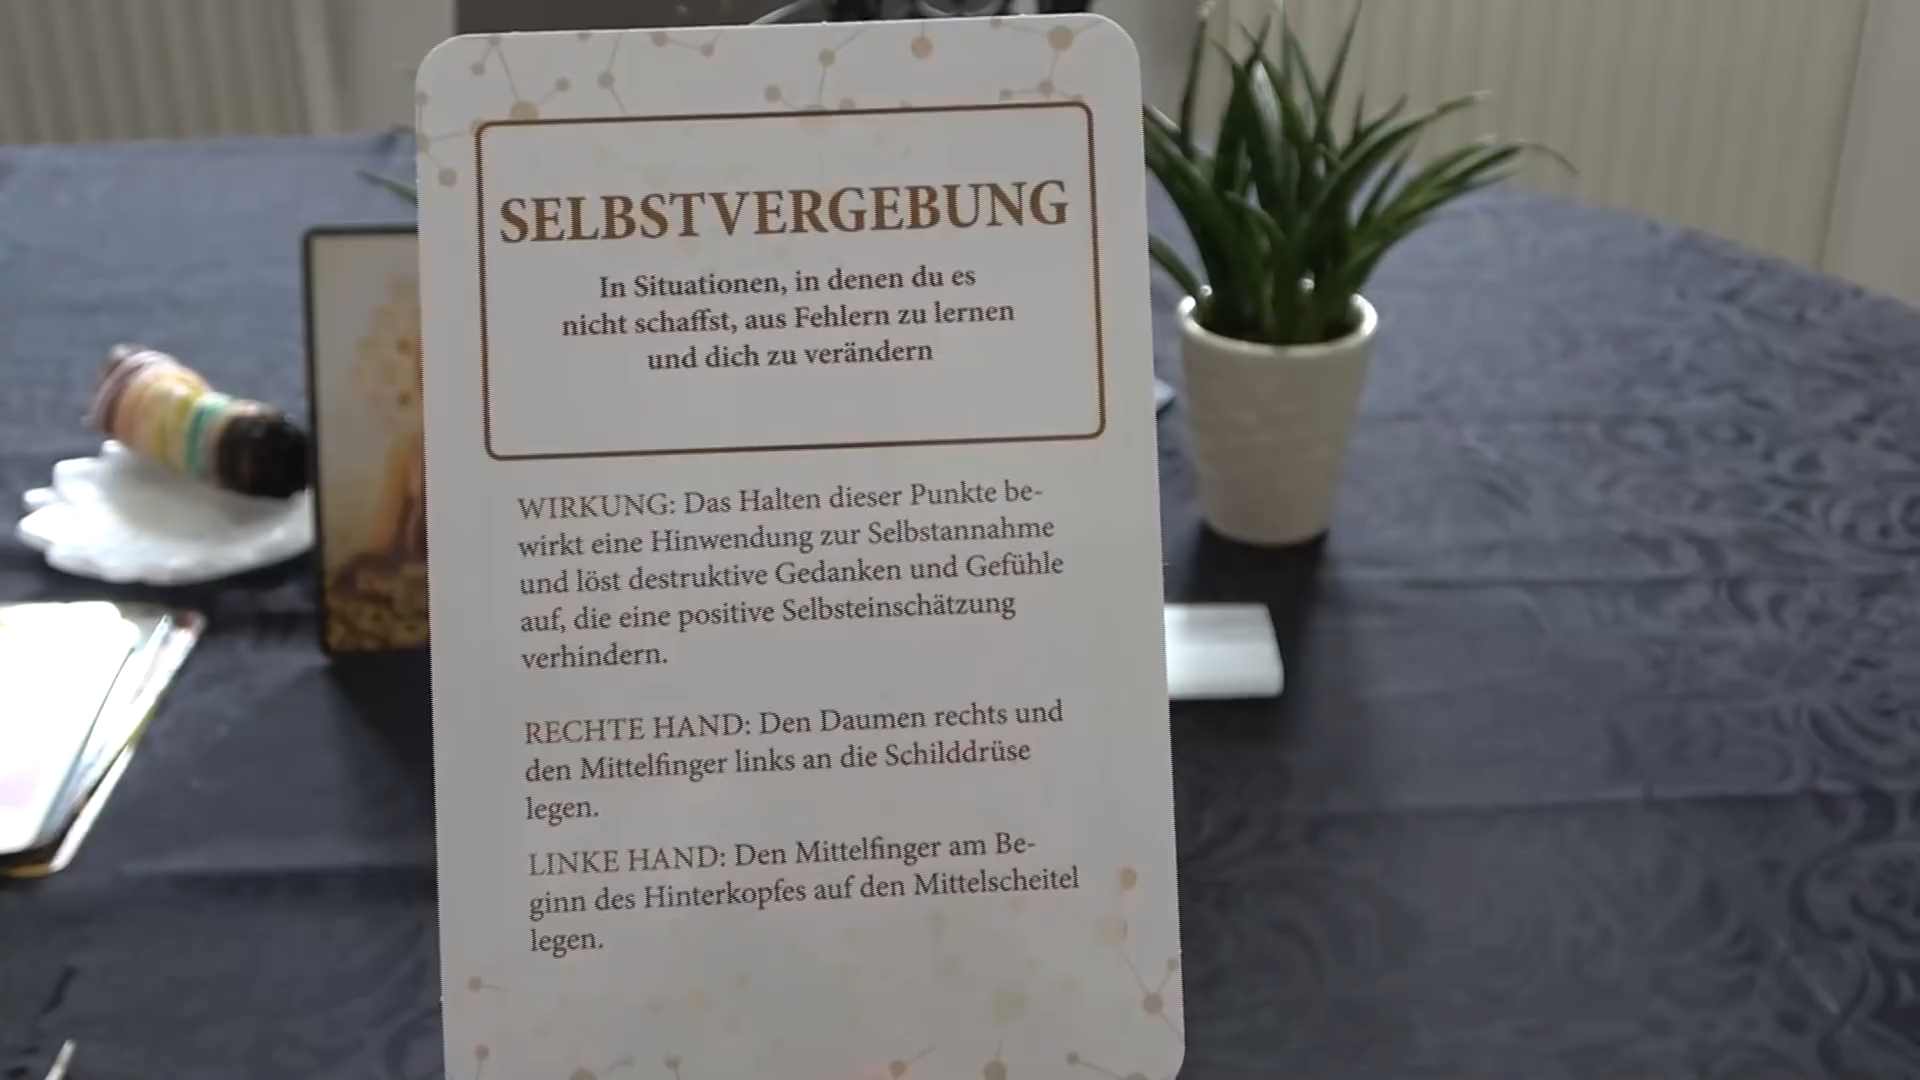 SELBSTVERGEBUNG
In Situationen, in denen du es
nicht schaffst, aus Fehlern zu lernen
und dich zu verändern
WIRKUNG: Das Halten dieser Punkte be-
wirkt eine Hinwendung zur Selbstannahme
und löst destruktive Gedanken und Gefühle
auf, die eine positive Selbsteinschätzung
verhindern.
RECHTE HAND: Den Daumen rechts und
den Mittelfinger links an die Schilddrüse
legen.
LINKE HAND: Den Mittelfinger am Be-
ginn des Hinterkopfes auf den Mittelscheitel
legen.